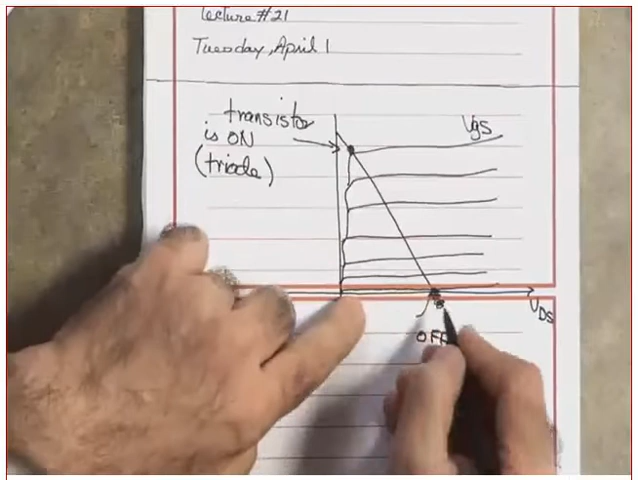 Lecture #21
Tuesday, April 1
transistor
is ON
(triode)
Vgs
VDS
OFF